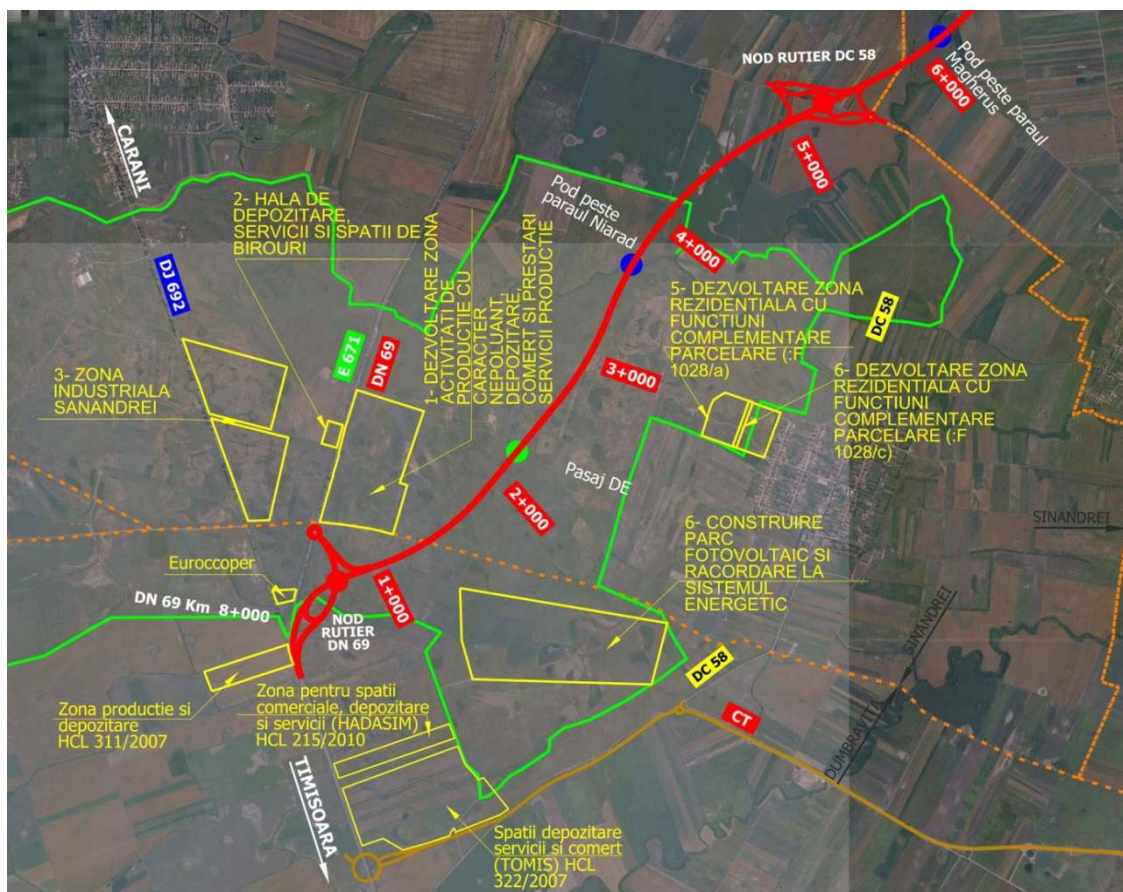 NOD RUTIER DC 58
Pod peste paraul
Magherus
6+000
5+000
CARANI
2- HALA DE
DEPOZITARE,
SERVICII SI SPATII DE
BIROURI
Pod peste
paraul Niarad
4+000
DJ 692
E 671
DN 69
1- DEZVOLTARE ZONA
ACTIVITATI DE
PRODUCTIE CU
CARACTER
NEPOLUANT,
DEPOZITARE,
COMERT SI PRESTARI
SERVICII PRODUCTIE
5- DEZVOLTARE ZONA
REZIDENTIALA CU
FUNCTIUNI
COMPLEMENTARE
PARCELARE (:F
1028/a)
DC 58
3- ZONA
INDUSTRIALA
SANANDREI
3+000
6- DEZVOLTARE ZONA
REZIDENTIALA CU
FUNCTIUNI
COMPLEMENTARE
PARCELARE (:F
1028/c)
Pasaj DE
2+000
6- CONSTRUIRE
PARC
FOTOVOLTAIC SI
RACORDARE LA
SISTEMUL
ENERGETIC
SINANDREI
Euroccoper
1+000
DN 69 Km 8+000
NOD
RUTIER
DN 69
SINANDREI
DUMBRAVITA
DC 58
CT
Zona productie si
depozitare
HCL 311/2007
Zona pentru spatii
comerciale, depozitare
si servicii (HADASIM)
HCL 215/2010
TIMISOARA
Spatii depozitare
servicii si comert
(TOMIS) HCL
322/2007